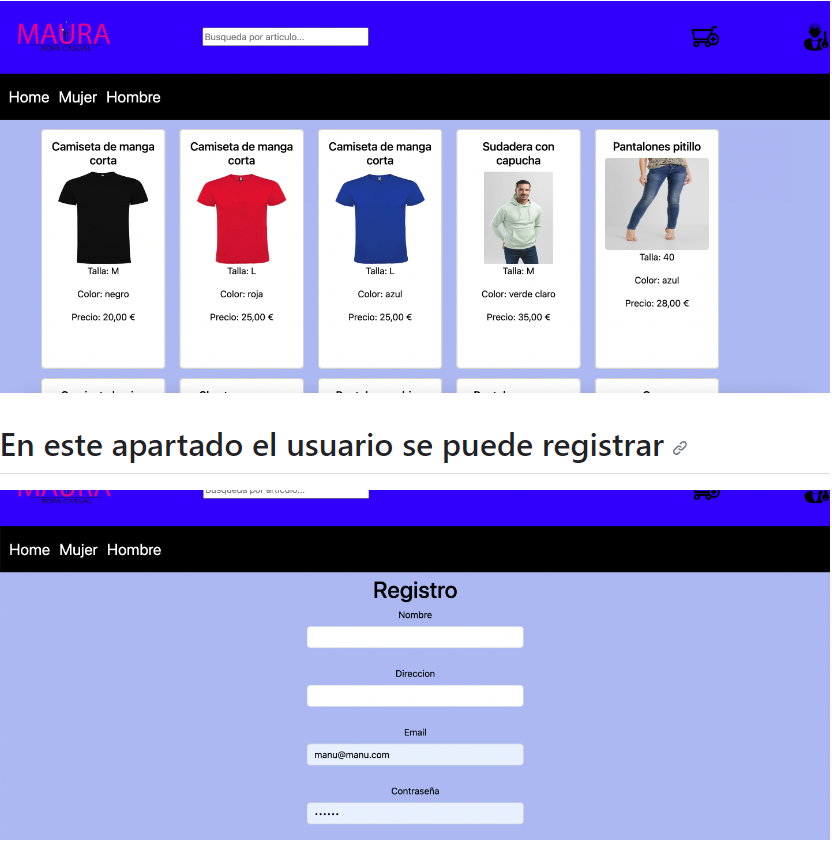 MAURA
ROPA CASUAL
Busqueda por articulo...
Home Mujer Hombre
Camiseta de manga
corta
Talla: M
Color: negro
Precio: 20,00 €
Camiseta de manga
corta
Talla: L
Color: roja
Precio: 25,00 €
Camiseta de manga
corta
Talla: L
Color: azul
Precio: 25,00 €
Sudadera con
capucha
Talla: M
Color: verde claro
Precio: 35,00 €
Pantalones pitillo
Talla: 40
Color: azul
Precio: 28,00 €
En este apartado el usuario se puede registrar
MAURA
ROPA CASUAL
Busqueda por articulo...
Home Mujer Hombre
Registro
Nombre
Direccion
Email
manu@manu.com
Contraseña